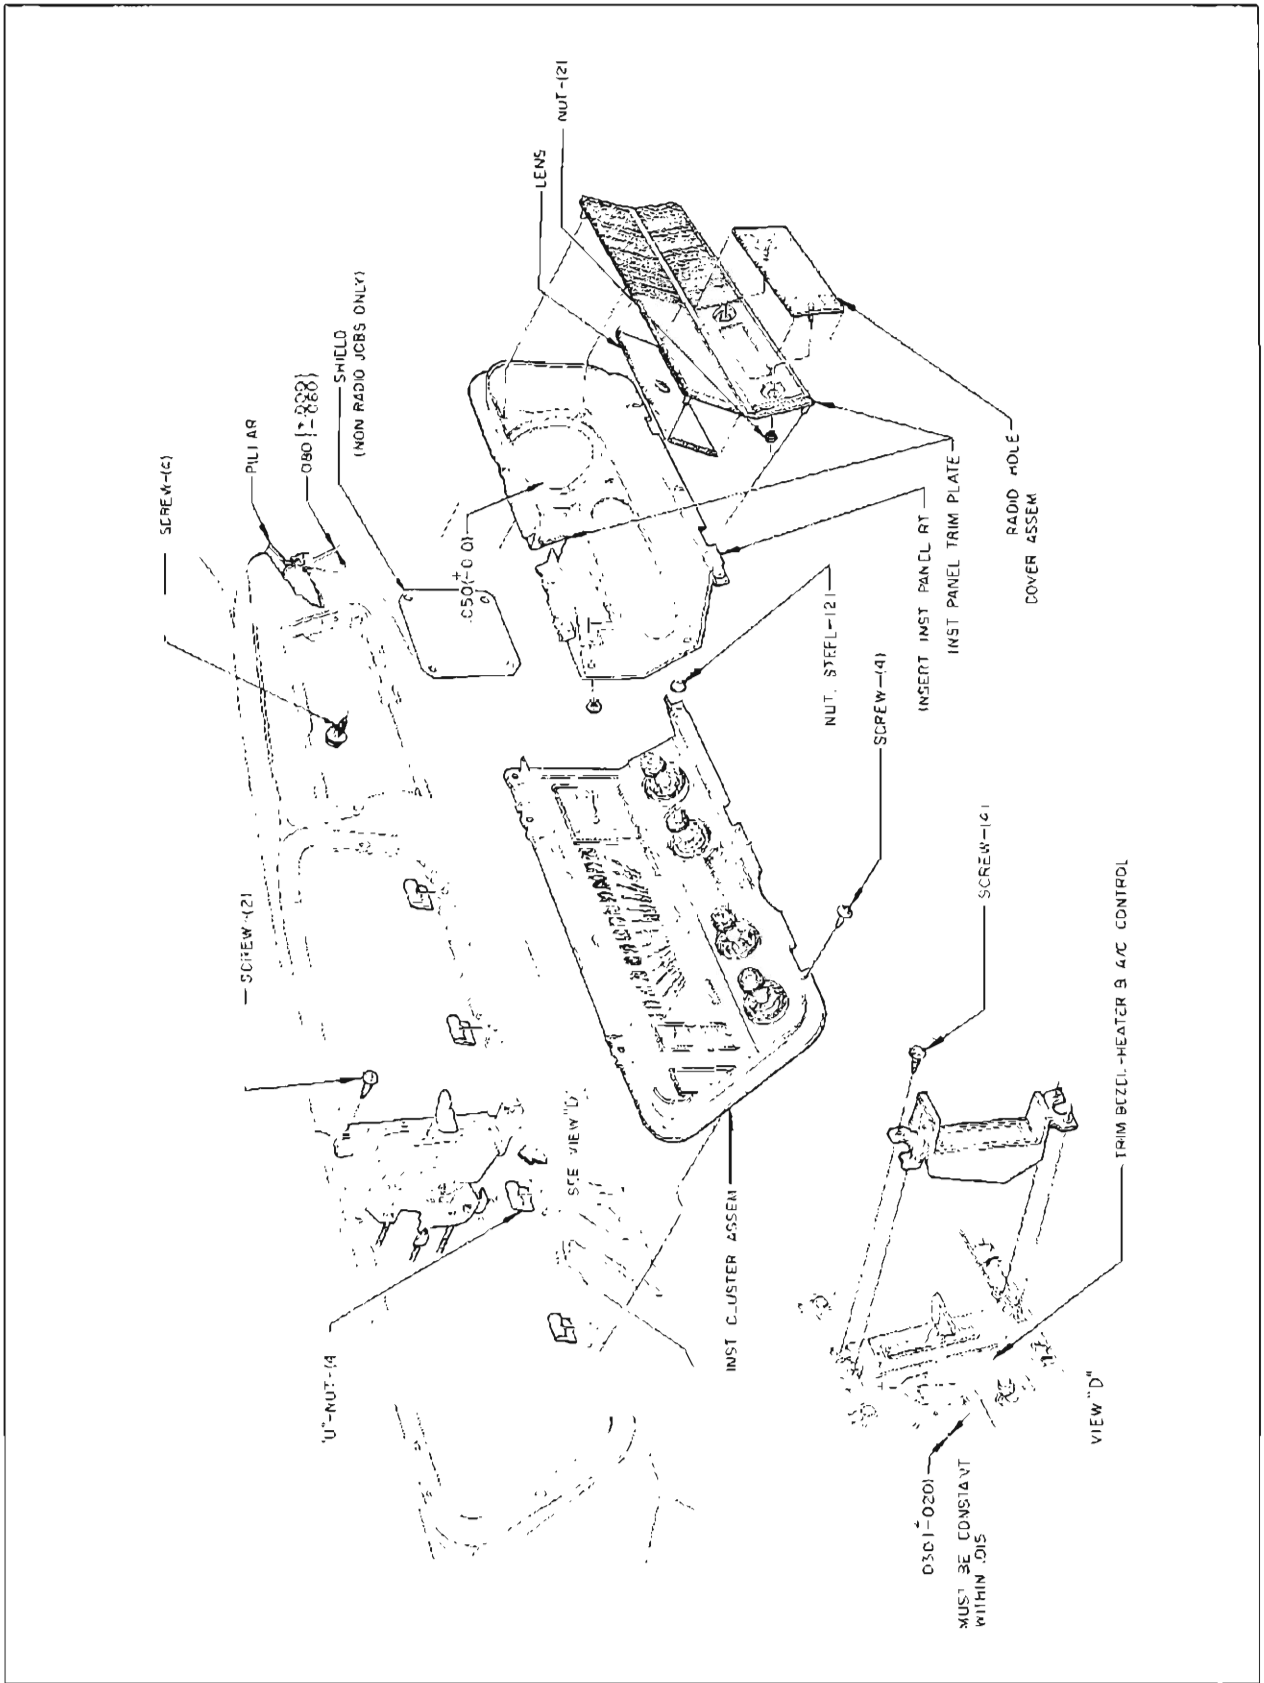 SCREW-(4)
PILLAR
SHIELD
(NON RADIO JOBS ONLY)
LENS
NUT-(2)
SCREW-(2)
"U"-NUT-(4
SEE VIEW "D"
INST CLUSTER ASSEM
NUT, STEEL-(2)
SCREW-(4)
INSERT INST PANEL RT
INST PANEL TRIM PLATE
RADIO HOLE
COVER ASSEM
SCREW-(4)
TRIM BEZEL-HEATER & A/C CONTROL
MUST BE CONSTANT
WITHIN .015
VIEW "D"